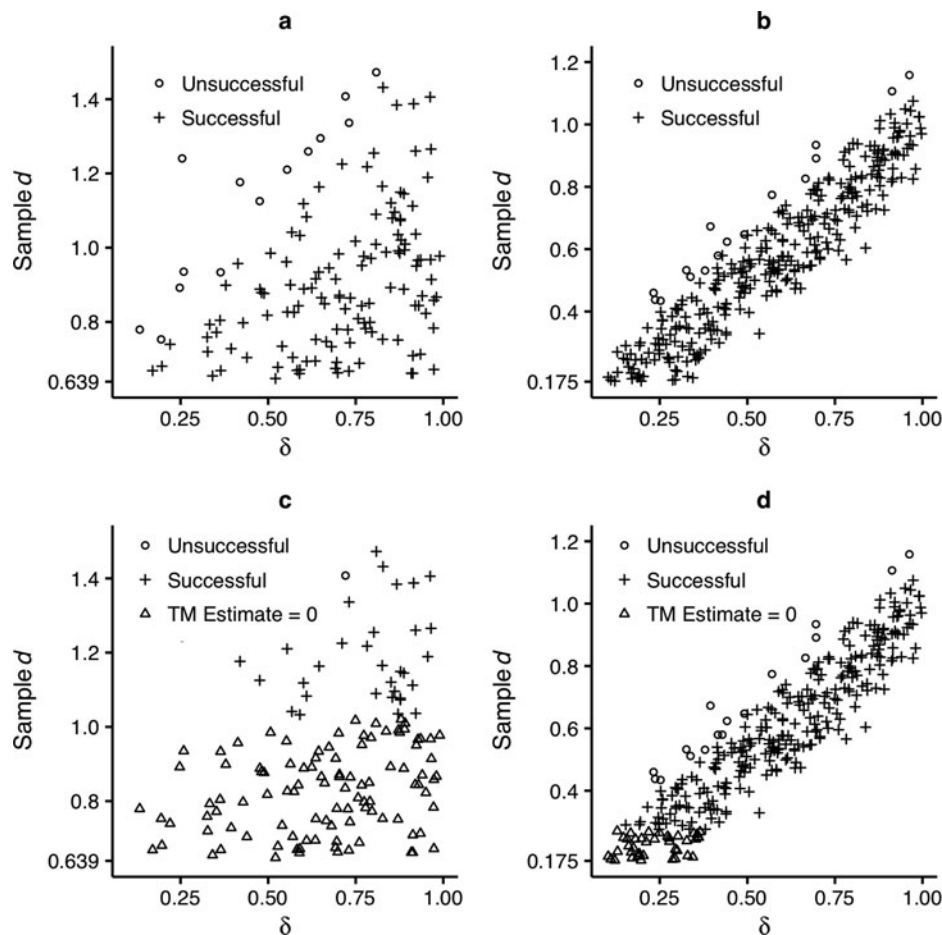 a
Unsuccessful
Successful
1.4
1.2
1.0
0.8
0.639
Sample d
0.25 0.50 0.75 1.00
δ
b
Unsuccessful
Successful
1.2
1.0
0.8
0.6
0.4
0.175
Sample d
0.25 0.50 0.75 1.00
δ
c
Unsuccessful
Successful
TM Estimate = 0
1.4
1.2
1.0
0.8
0.639
Sample d
0.25 0.50 0.75 1.00
δ
d
Unsuccessful
Successful
TM Estimate = 0
1.2
0.8
0.6
0.4
0.175
Sample d
0.25 0.50 0.75 1.00
δ